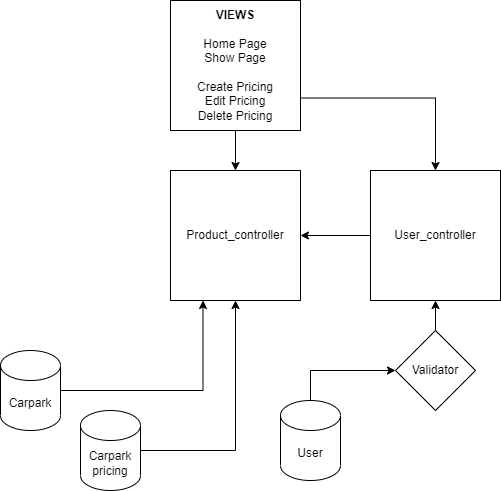 VIEWS
Home Page
Show Page
Create Pricing
Edit Pricing
Delete Pricing
Product_controller
User_controller
Validator
Carpark
Carpark
pricing
User